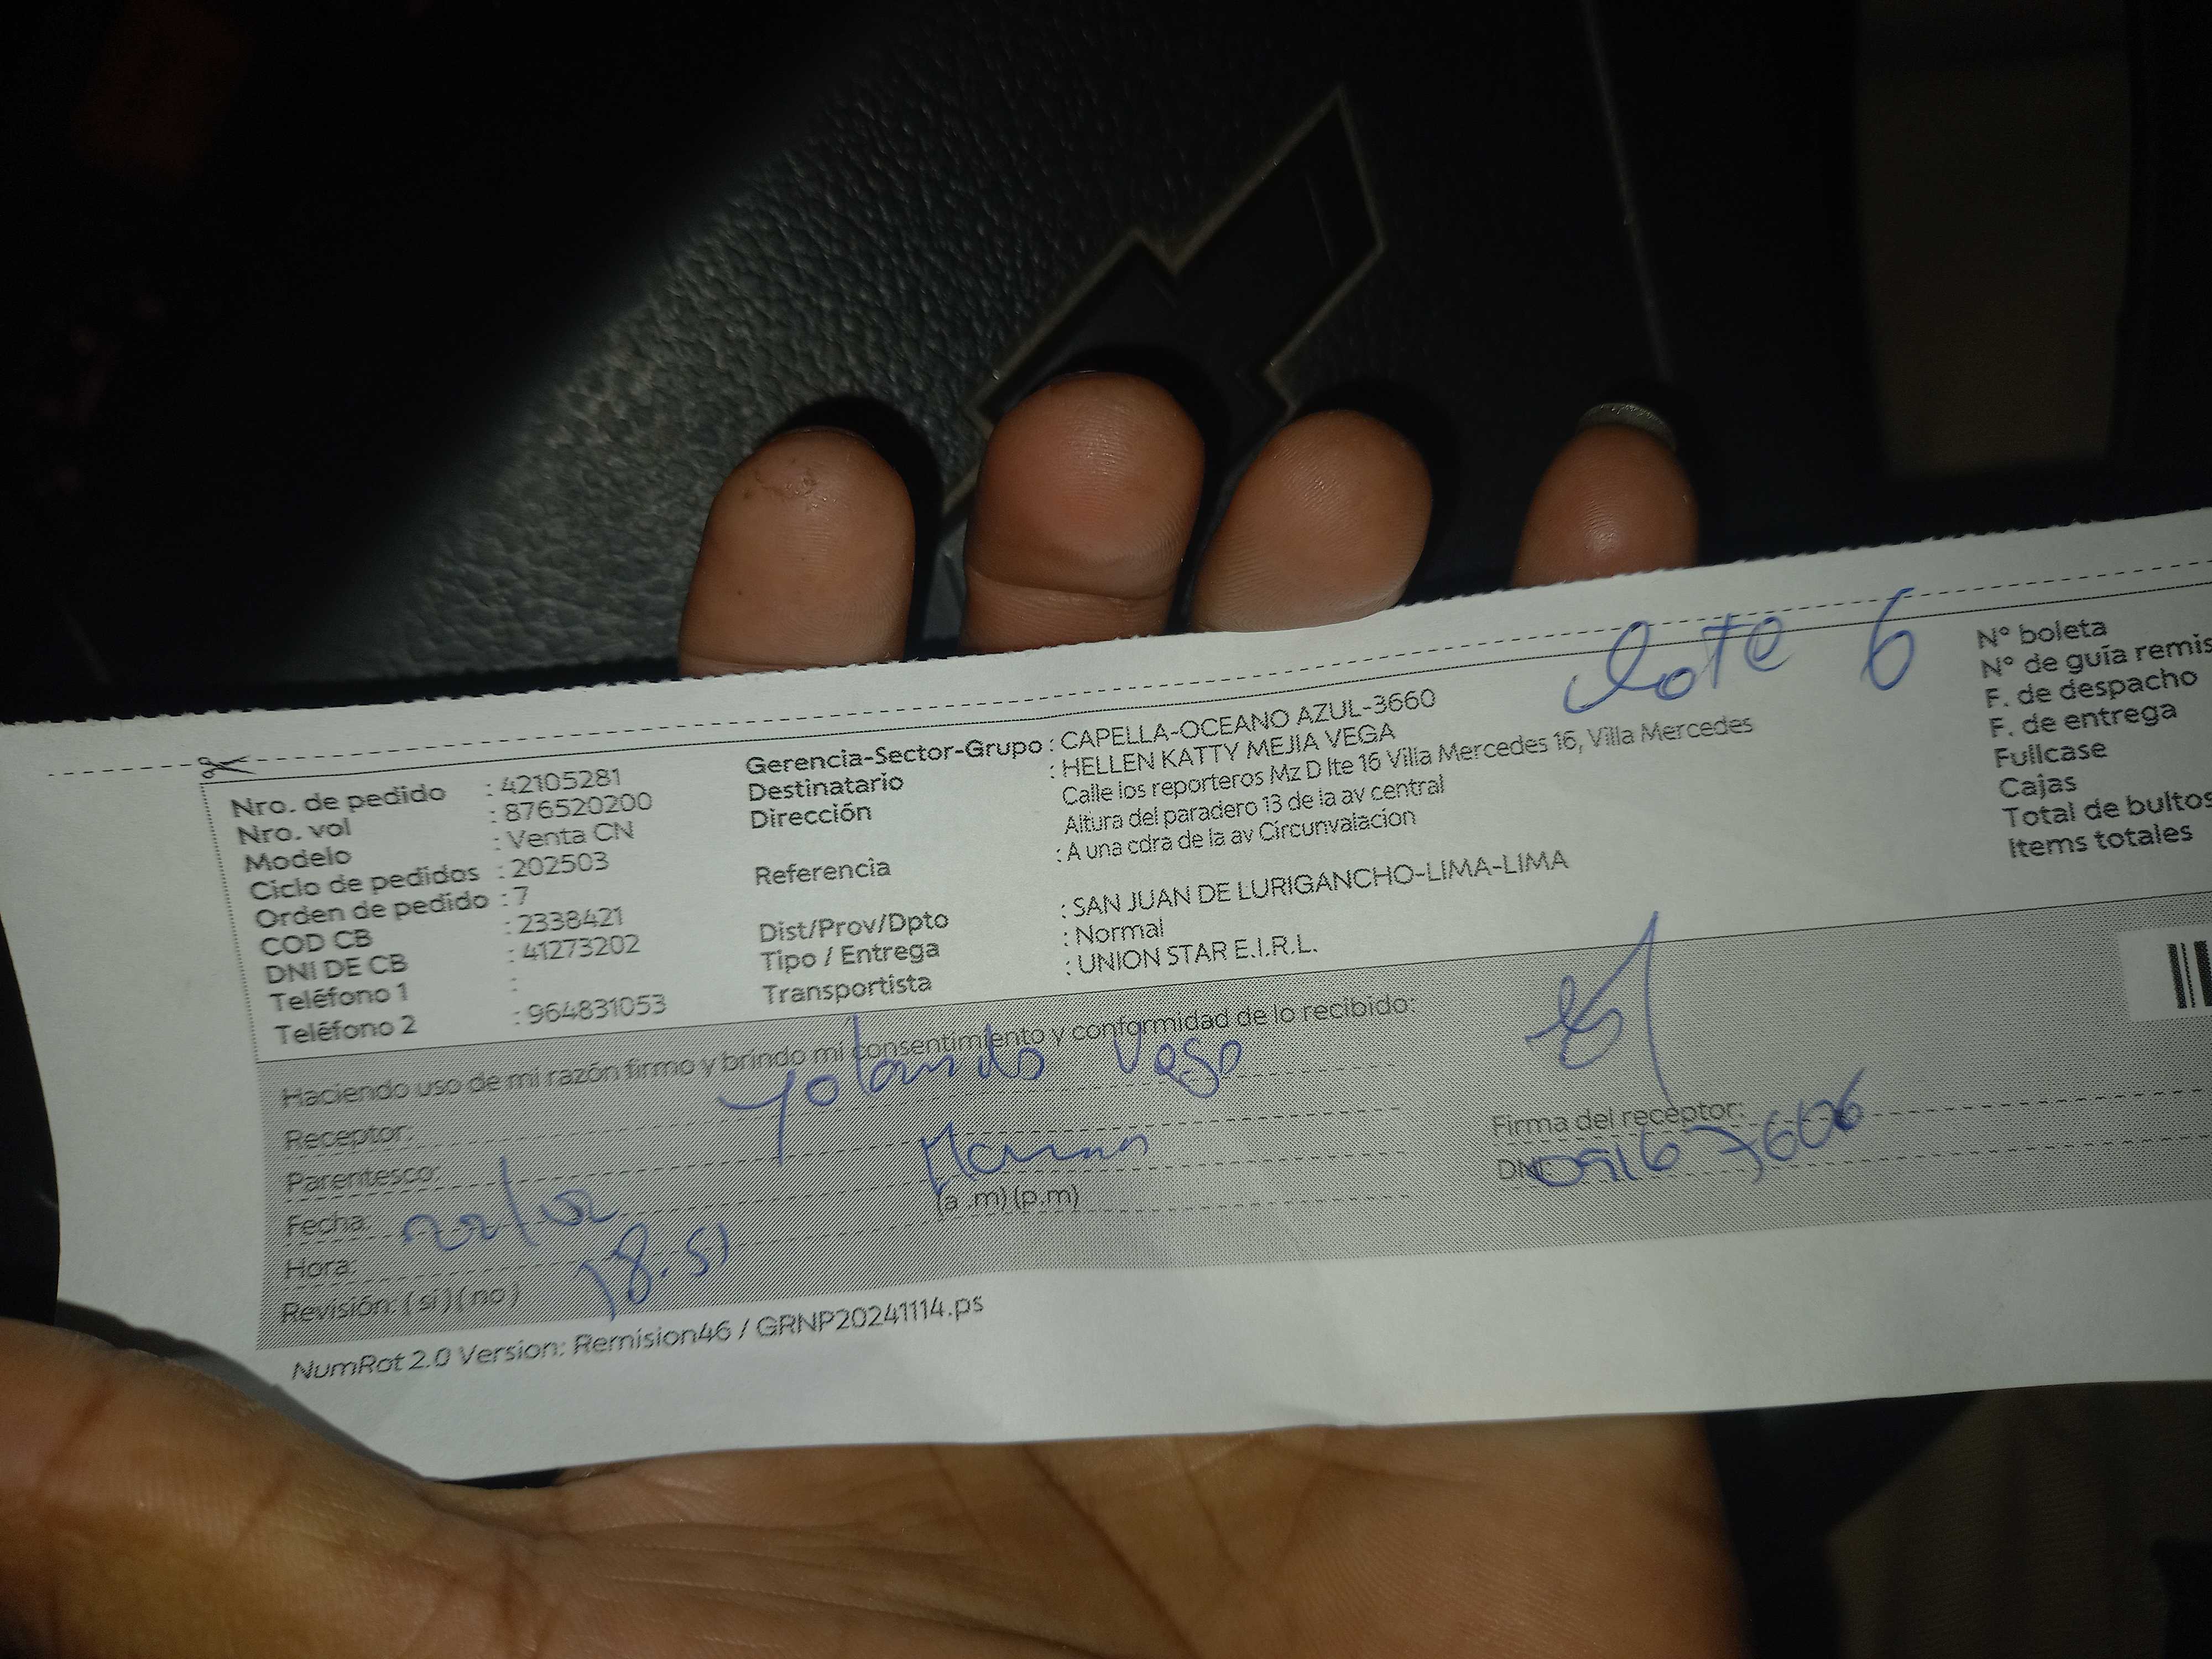 lote 6
Nro. de pedido : 42105281
Nro. vol : 876520200
Modelo : Venta CN
Ciclo de pedidos : 202503
Orden de pedido : 7
COD CB : 2338421
DNI DE CB : 41273202
Teléfono 1 :
Teléfono 2 : 964831053
Gerencia-Sector-Grupo : CAPELLA-OCEANO AZUL-3660
Destinatario : HELLEN KATTY MEJIA VEGA
Dirección Calle los reporteros Mz D lte 16 Villa Mercedes 16, Villa Mercedes
Altura del paradero 13 de la av central
Referencia : A una cdra de la av Circunvalacion
Dist/Prov/Dpto : SAN JUAN DE LURIGANCHO-LIMA-LIMA
Tipo / Entrega : Normal
Transportista : UNION STAR E.I.R.L.
N° boleta
N° de guía remis
F. de despacho
F. de entrega
Fullcase
Cajas
Total de bultos
Items totales
Haciendo uso de mi razón firmo y brindo mi consentimiento y conformidad de lo recibido:
Receptor: Yolanda Vega
Parentesco: Mama
Fecha:
Hora: 18.51 (a .m) (p.m)
Revisión: ( si ) ( no )
Firma del receptor:
DNI: 09167606
NumRot 2.0 Version: Remision46 / GRNP20241114.ps